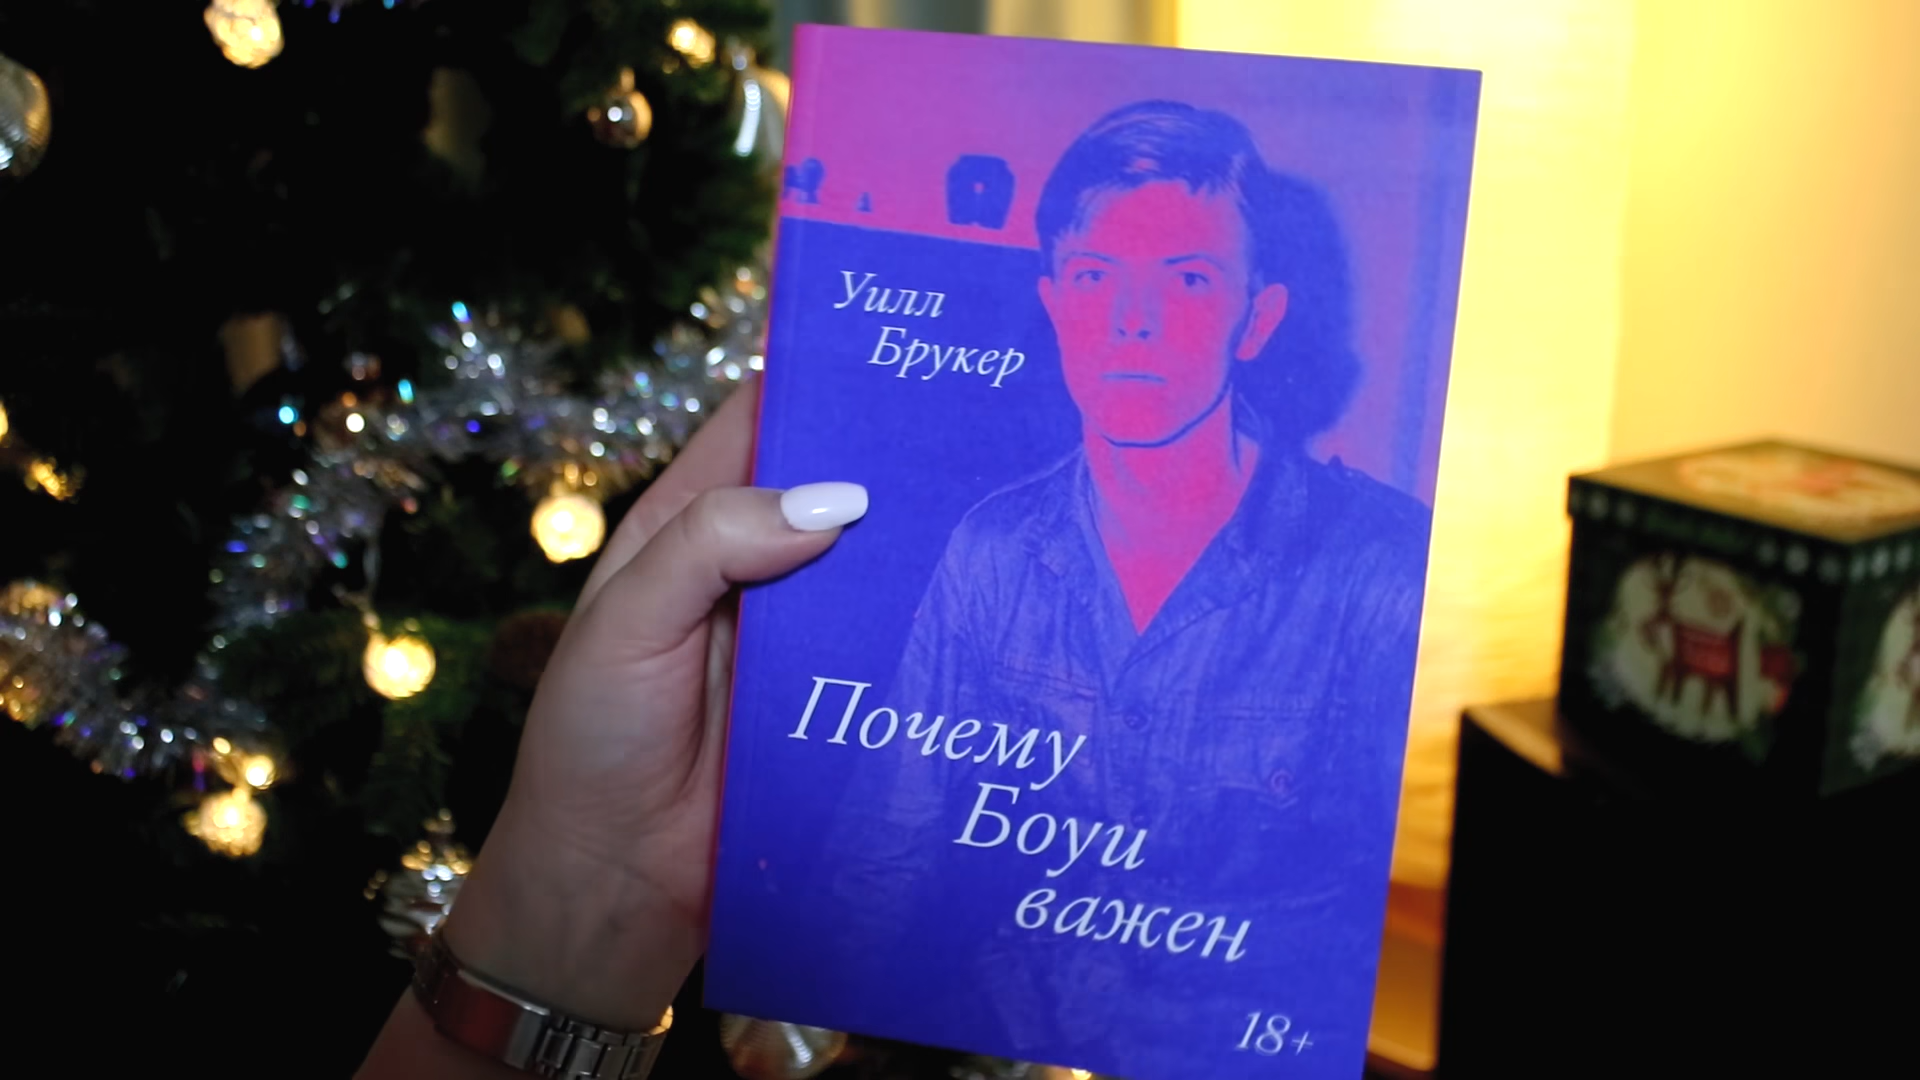 Уилл
Брукер
Почему
Боуи
важен
18+